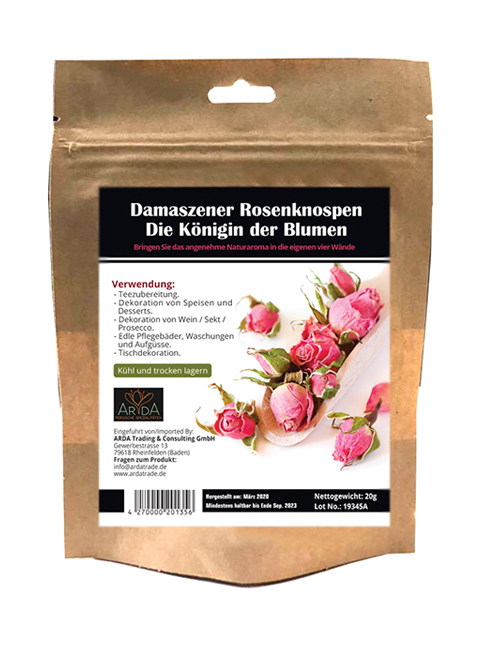 Damaszener Rosenknospen
Die Königin der Blumen
Bringen Sie das angenehme Naturaroma in die eigenen vier Wände
Verwendung:
- Teezubereitung.
- Dekoration von Speisen und
Desserts.
- Dekoration von Wein / Sekt /
Prosecco.
- Edle Pflegebäder, Waschungen
und Aufgüsse.
- Tischdekoration.
Kühl und trocken lagern
ARDA
PERSISCHE SPEZIALITÄTEN
Eingefuehrt von/Imported By:
ARDA Trading & Consulting GmbH
Gewerbestrasse 13
79618 Rheinfelden (Baden)
Fragen zum Produkt:
info@ardatrade.de
www.ardatrade.de
4 270000 201356
Hergestellt am: März 2020
Mindestens haltbar bis Ende Sep. 2023
Nettogewicht: 20g
Lot No.: 19345A